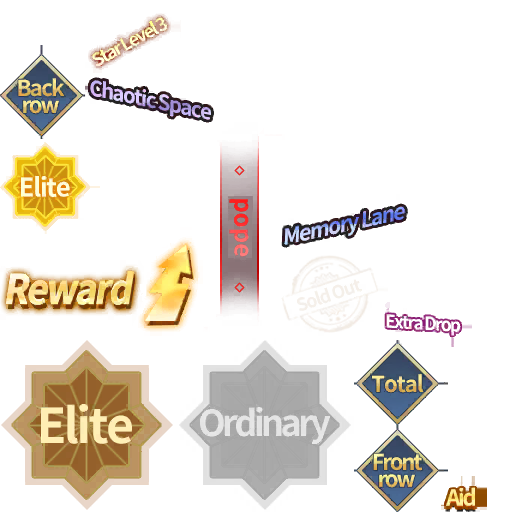 Star Level 3
Back
row
Chaotic Space
Elite
pope
Memory Lane
Reward
Sold Out
Extra Drop
Elite
Ordinary
Total
Front
row
Aid